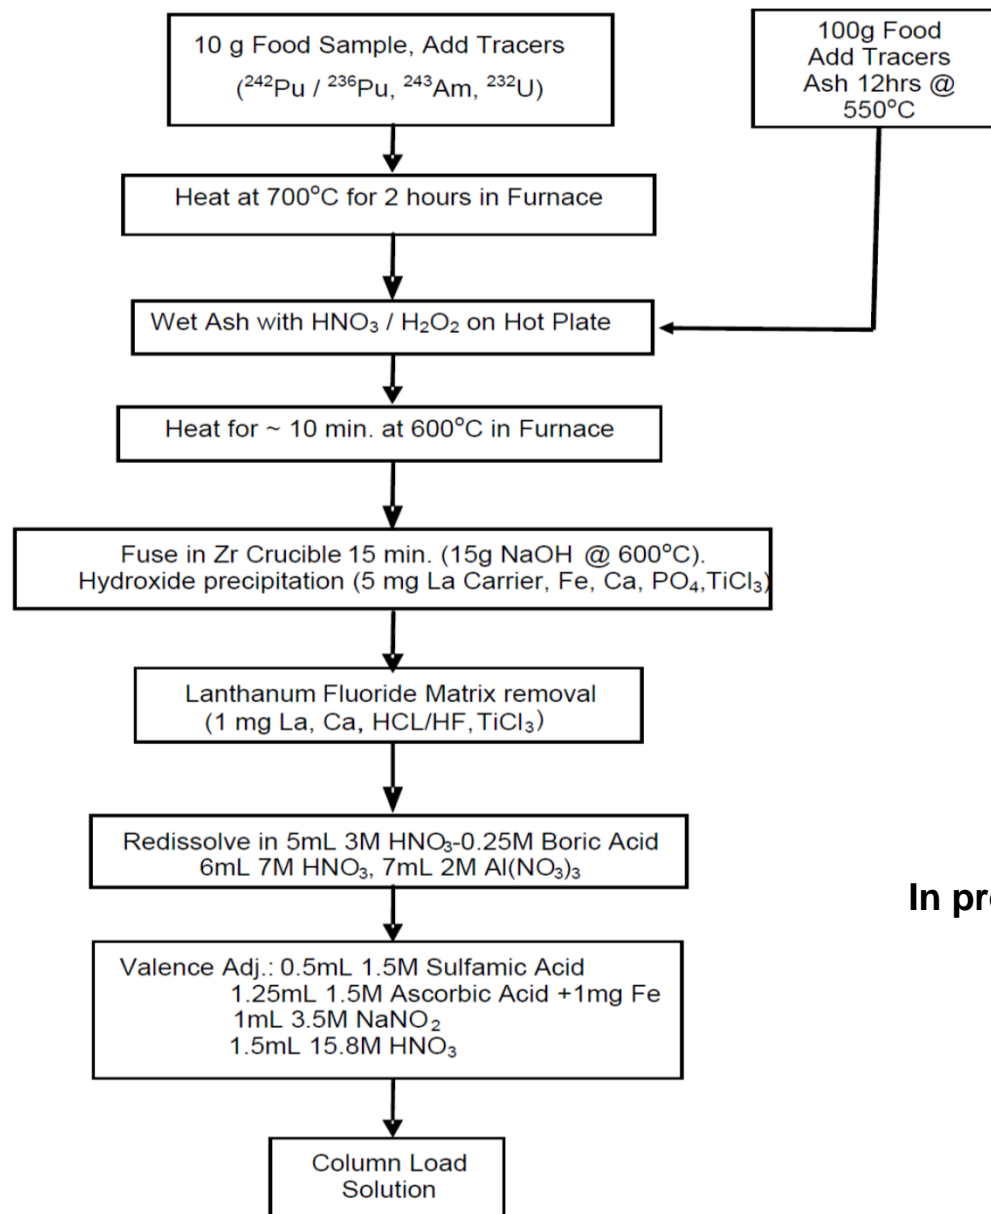 10 g Food Sample, Add Tracers
(²⁴²Pu / ²³⁶Pu, ²⁴³Am, ²³²U)
100g Food
Add Tracers
Ash 12hrs @
550°C
Heat at 700°C for 2 hours in Furnace
Wet Ash with HNO₃ / H₂O₂ on Hot Plate
Heat for ~ 10 min. at 600°C in Furnace
Fuse in Zr Crucible 15 min. (15g NaOH @ 600°C).
Hydroxide precipitation (5 mg La Carrier, Fe, Ca, PO₄,TiCl₃)
Lanthanum Fluoride Matrix removal
(1 mg La, Ca, HCL/HF, TiCl₃)
Redissolve in 5mL 3M HNO₃-0.25M Boric Acid
6mL 7M HNO₃, 7mL 2M Al(NO₃)₃
In pr
Valence Adj.: 0.5mL 1.5M Sulfamic Acid
1.25mL 1.5M Ascorbic Acid +1mg Fe
1mL 3.5M NaNO₂
1.5mL 15.8M HNO₃
Column Load
Solution